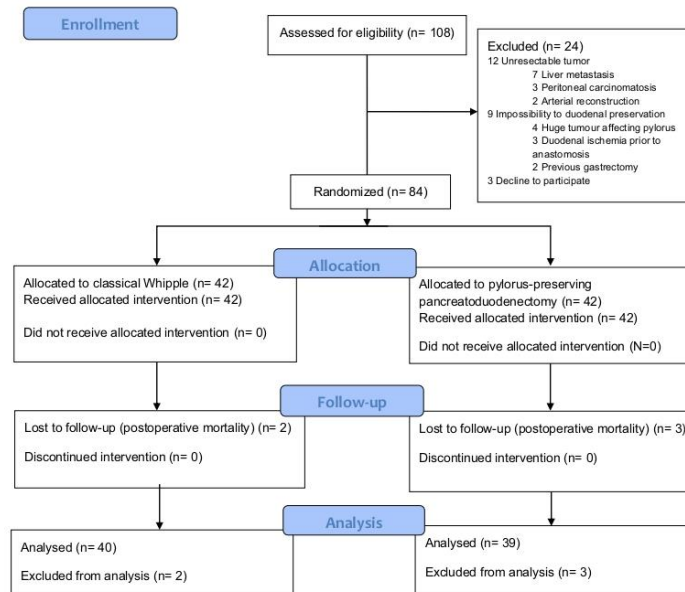 Enrollment
Assessed for eligibility (n= 108)
Excluded (n= 24)
12 Unresectable tumor
7 Liver metastasis
3 Peritoneal carcinomatosis
2 Arterial reconstruction
9 Impossibility to duodenal preservation
4 Huge tumour affecting pylorus
3 Duodenal ischemia prior to
anastomosis
2 Previous gastrectomy
3 Decline to participate
Randomized (n= 84)
Allocation
Allocated to classical Whipple (n= 42)
Received allocated intervention (n= 42)
Did not receive allocated intervention (n= 0)
Allocated to pylorus-preserving
pancreatoduodenectomy (n= 42)
Received allocated intervention (n= 42)
Did not receive allocated intervention (N=0)
Follow-up
Lost to follow-up (postoperative mortality) (n= 2)
Discontinued intervention (n= 0)
Lost to follow-up (postoperative mortality) (n= 3)
Discontinued intervention (n= 0)
Analysis
Analysed (n= 40)
Excluded from analysis (n= 2)
Analysed (n= 39)
Excluded from analysis (n= 3)